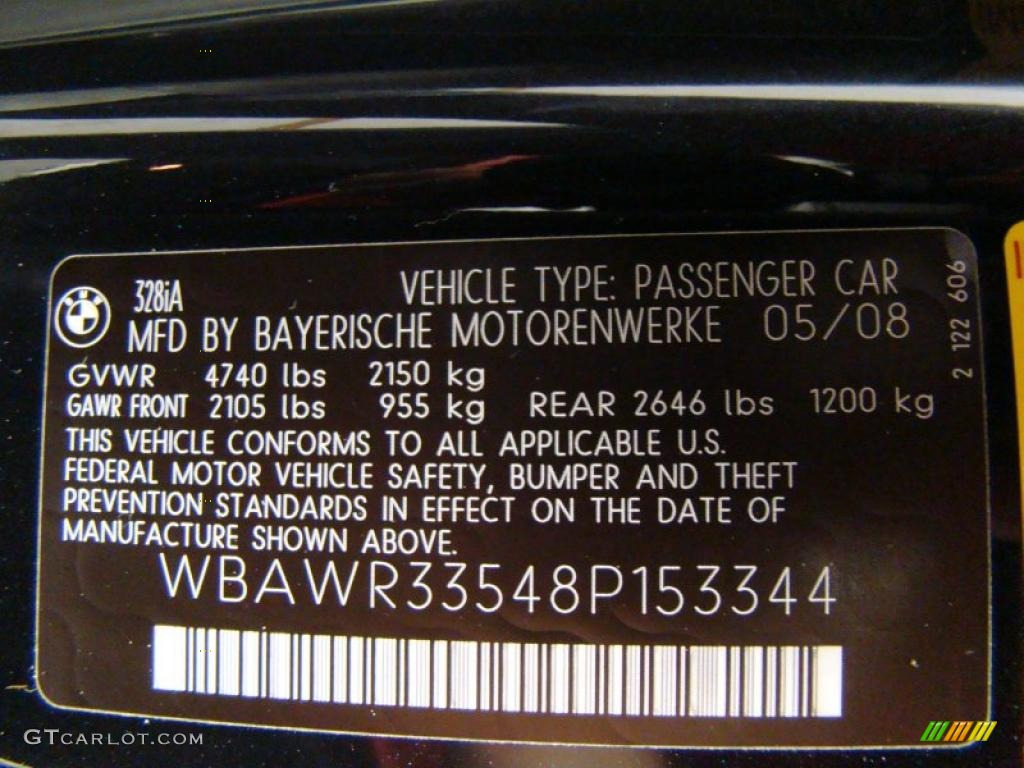 328iA
VEHICLE TYPE: PASSENGER CAR
MFD BY BAYERISCHE MOTORENWERKE 05/08
GVWR 4740 lbs 2150 kg
GAWR FRONT 2105 lbs 955 kg REAR 2646 lbs 1200 kg
THIS VEHICLE CONFORMS TO ALL APPLICABLE U.S.
FEDERAL MOTOR VEHICLE SAFETY, BUMPER AND THEFT
PREVENTION STANDARDS IN EFFECT ON THE DATE OF
MANUFACTURE SHOWN ABOVE.
WBAWR33548P153344
2 122 606
GTCARLOT.COM